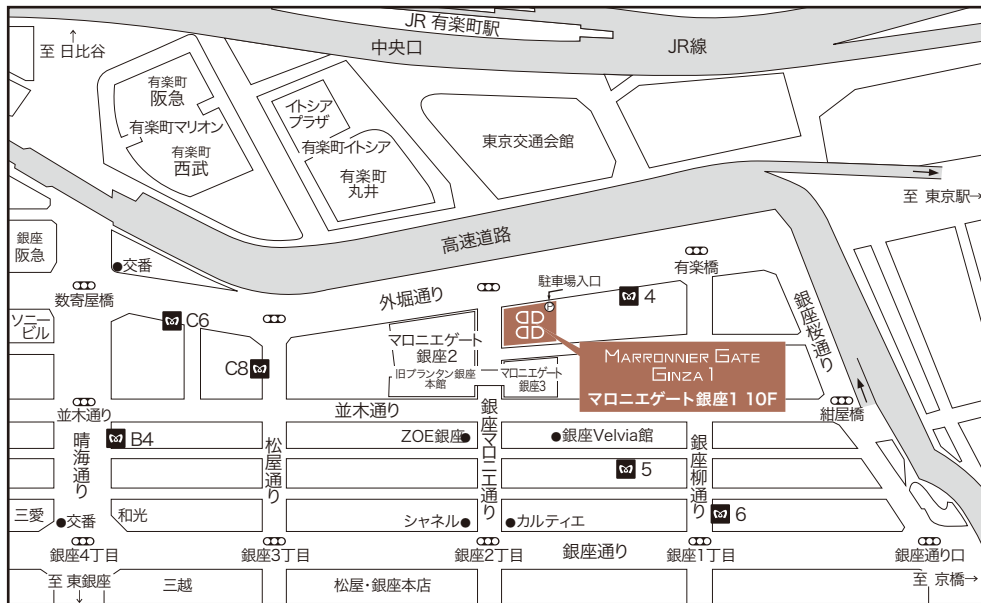 JR 有楽町駅
中央口
JR線
↑
至 日比谷
有楽町
阪急
有楽町マリオン
有楽町
西武
イトシア
プラザ
有楽町イトシア
有楽町
丸井
東京交通会館
至 東京駅→
高速道路
銀座
阪急
交番
数寄屋橋
外堀通り
有楽橋
駐車場入口
P
4
銀座桜通り
ソニー
ビル
C6
C8
マロニエゲート
銀座2
旧プランタン銀座
本館
マロニエゲート
銀座3
MARRONNIER GATE
GINZA 1
マロニエゲート銀座1 10F
紺屋橋
並木通り
並木通り
B4
晴海通り
松屋通り
ZOE銀座
銀座マロニエ通り
銀座Velvia館
5
銀座柳通り
6
三愛
交番
和光
シャネル
カルティエ
銀座4丁目
銀座3丁目
銀座2丁目
銀座通り
銀座1丁目
銀座通り口
至 東銀座
↓
三越
松屋・銀座本店
至 京橋→